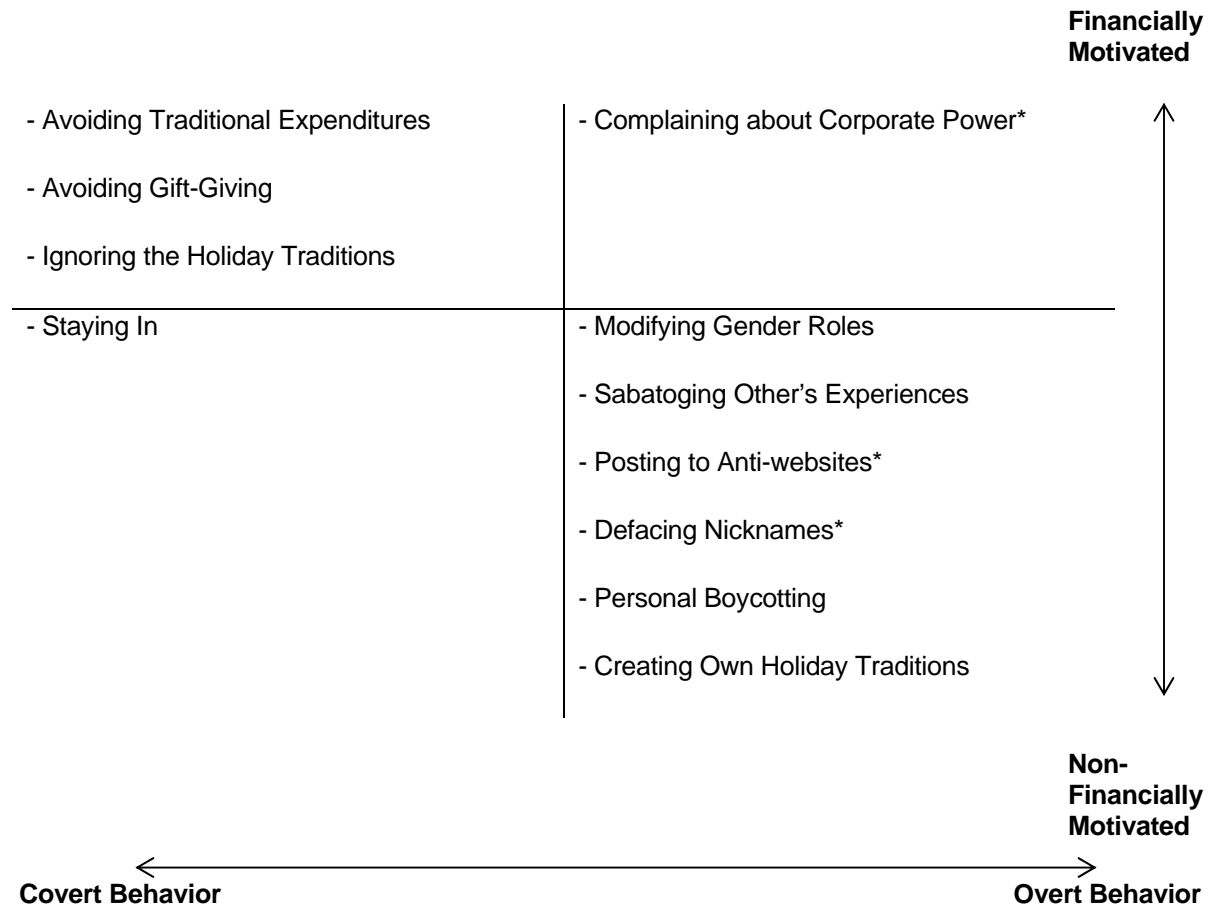 Financially
Motivated
- Avoiding Traditional Expenditures
- Complaining about Corporate Power*
- Avoiding Gift-Giving
- Ignoring the Holiday Traditions
- Staying In
- Modifying Gender Roles
- Sabatoging Other’s Experiences
- Posting to Anti-websites*
- Defacing Nicknames*
- Personal Boycotting
- Creating Own Holiday Traditions
Non-
Financially
Motivated
Covert Behavior
Overt Behavior